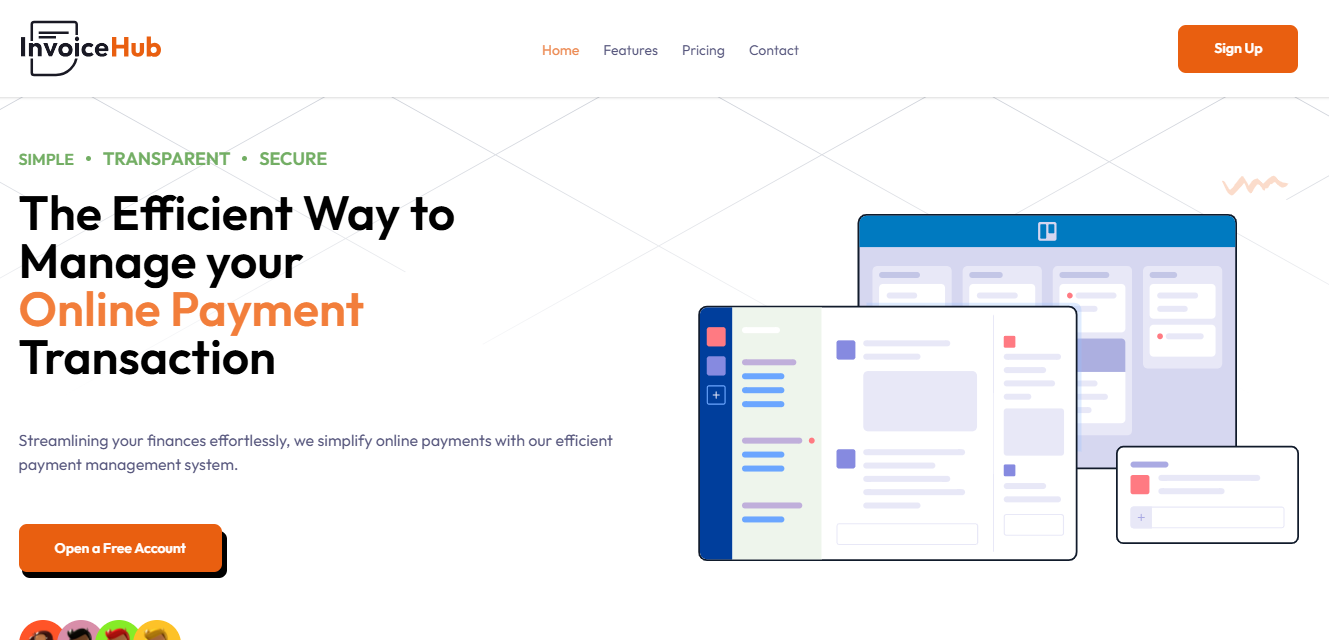 InvoiceHub
Home Features Pricing Contact
Sign Up
SIMPLE • TRANSPARENT • SECURE
The Efficient Way to
Manage your
Online Payment
Transaction
Streamlining your finances effortlessly, we simplify online payments with our efficient
payment management system.
Open a Free Account